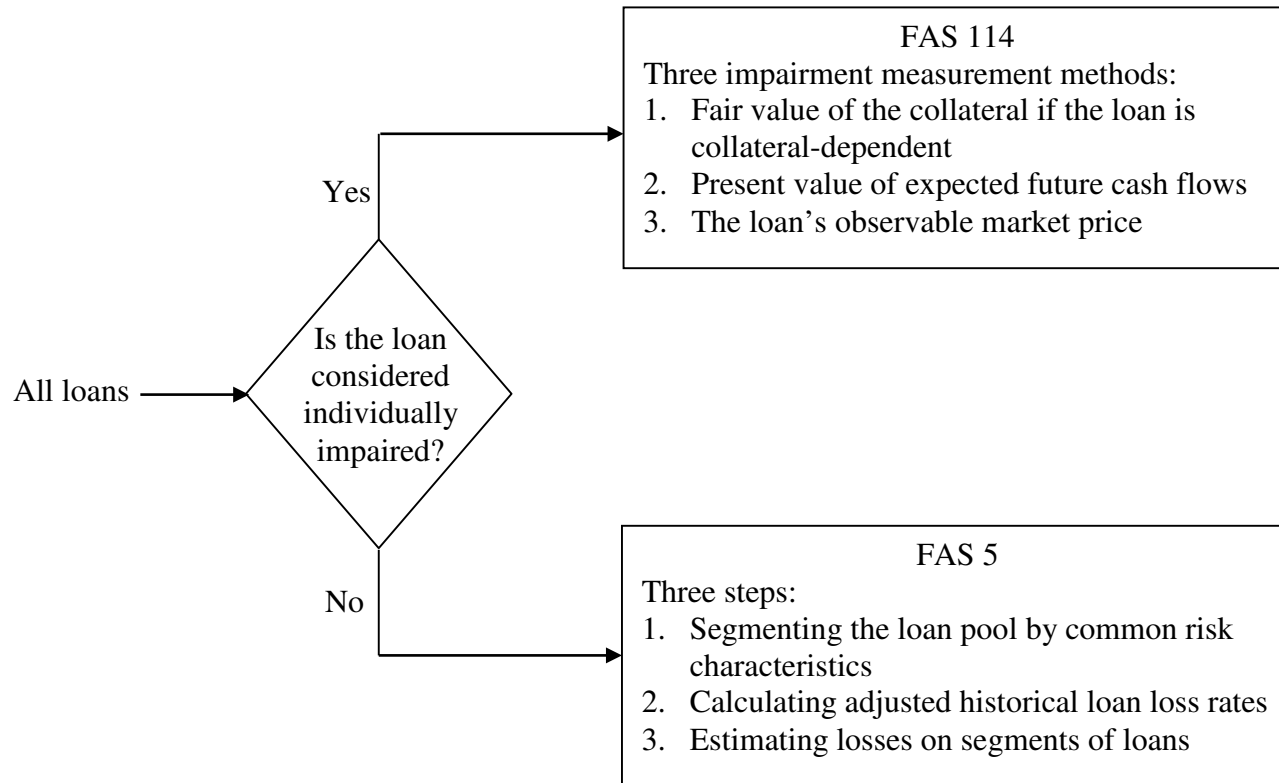 FAS 114
Three impairment measurement methods:
1. Fair value of the collateral if the loan is
collateral-dependent
2. Present value of expected future cash flows
3. The loan’s observable market price
Yes
Is the loan
considered
individually
impaired?
All loans
No
FAS 5
Three steps:
1. Segmenting the loan pool by common risk
characteristics
2. Calculating adjusted historical loan loss rates
3. Estimating losses on segments of loans